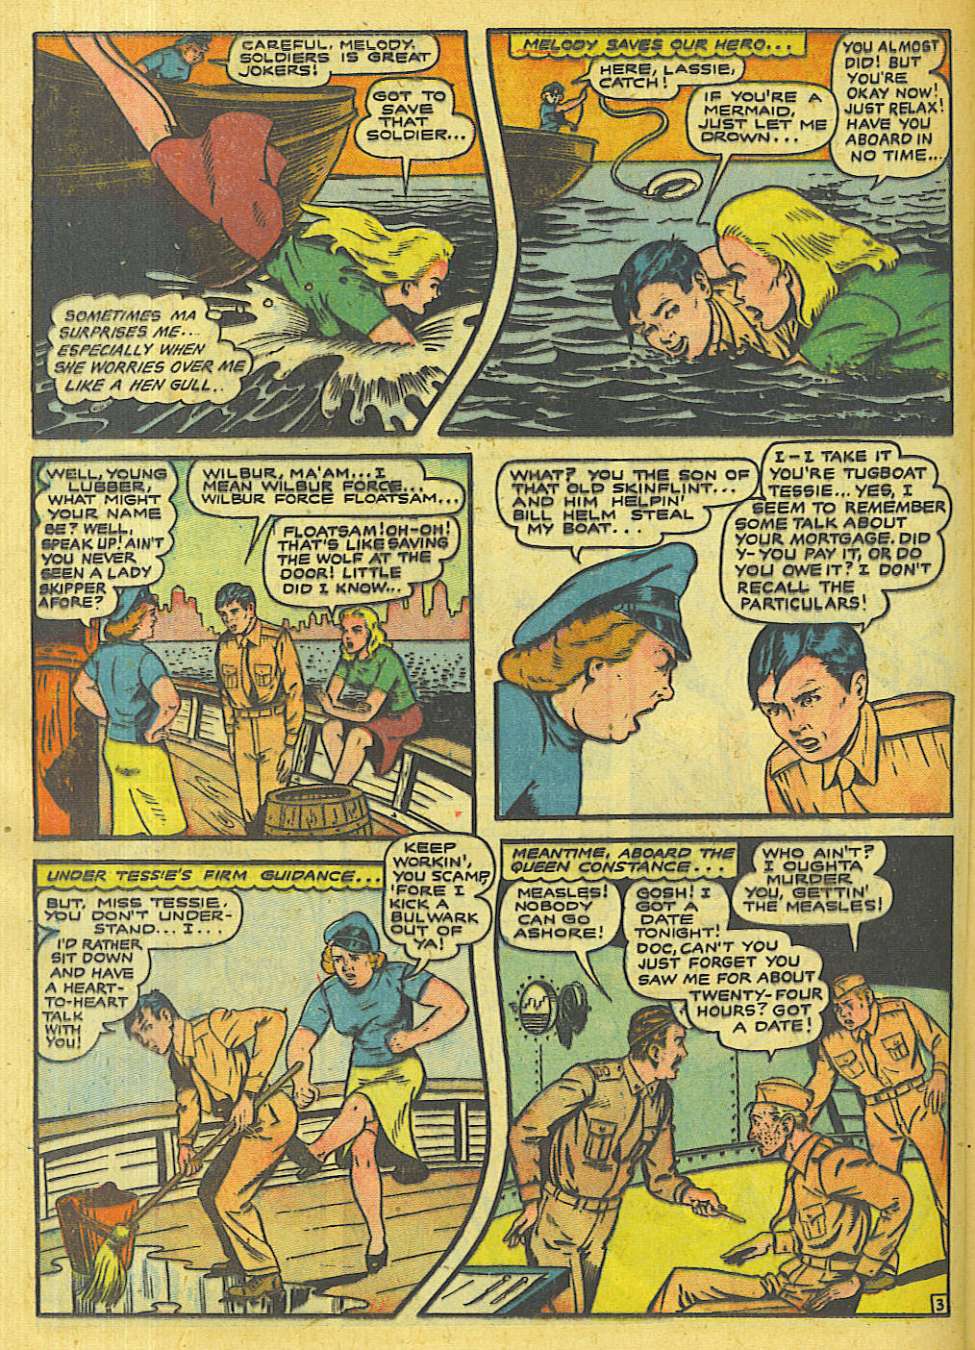 CAREFUL, MELODY.
SOLDIERS IS GREAT
JOKERS!
GOT TO
SAVE
THAT
SOLDIER...
SOMETIMES MA
SURPRISES ME...
ESPECIALLY WHEN
SHE WORRIES OVER ME
LIKE A HEN GULL..
MELODY SAVES OUR HERO...
HERE, LASSIE,
CATCH!
IF YOU'RE A
MERMAID,
JUST LET ME
DROWN...
YOU ALMOST
DID! BUT
YOU'RE
OKAY NOW!
JUST RELAX!
HAVE YOU
ABOARD IN
NO TIME...
WELL, YOUNG
LUBBER,
WHAT MIGHT
YOUR NAME
BE? WELL,
SPEAK UP! AIN'T
YOU NEVER
SEEN A LADY
SKIPPER
AFORE?
WILBUR, MA'AM... I
MEAN WILBUR FORCE...
WILBUR FORCE FLOATSAM...
FLOATSAM! OH-OH!
THAT'S LIKE SAVING
THE WOLF AT THE
DOOR! LITTLE
DID I KNOW...
WHAT? YOU THE SON OF
THAT OLD SKINFLINT...
AND HIM HELPIN'
BILL HELM STEAL
MY BOAT...
I-I TAKE IT
YOU'RE TUGBOAT
TESSIE... YES, I
SEEM TO REMEMBER
SOME TALK ABOUT
YOUR MORTGAGE. DID
Y-YOU PAY IT, OR DO
YOU OWE IT? I DON'T
RECALL THE
PARTICULARS!
UNDER TESSIE'S FIRM GUIDANCE...
BUT, MISS TESSIE,
YOU DON'T UNDER-
STAND... I...
I'D RATHER
SIT DOWN
AND HAVE
A HEART-
TO-HEART
TALK
WITH
YOU!
KEEP
WORKIN',
YOU SCAMP,
'FORE I
KICK A
BULWARK
OUT OF
YA!
MEANTIME, ABOARD THE
QUEEN CONSTANCE...
MEASLES!
NOBODY
CAN GO
ASHORE!
GOSH! I
GOT A
DATE
TONIGHT!
DOC, CAN'T YOU
JUST FORGET YOU
SAW ME FOR ABOUT
TWENTY-FOUR
HOURS? GOT
A DATE!
WHO AIN'T?
I OUGHTA
MURDER
YOU, GETTIN'
THE MEASLES!
3